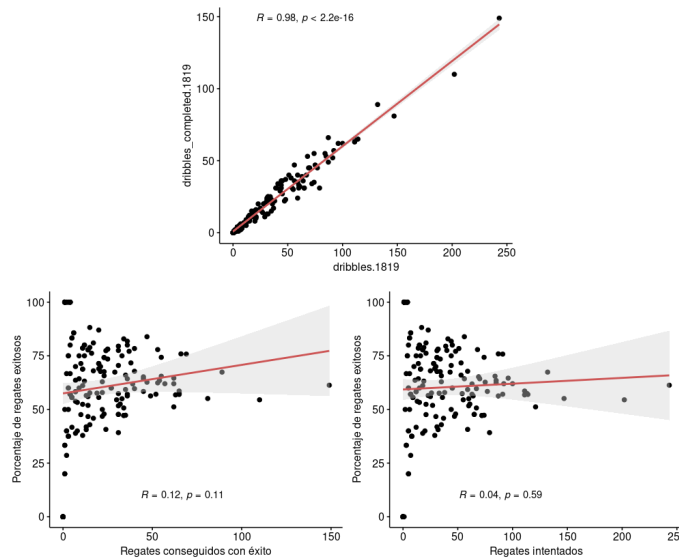 R = 0.98, p < 2.2e-16
150
100
50
0
dribbles_completed.1819
0 50 100 150 200 250
dribbles.1819
100
75
50
25
0
Porcentaje de regates exitosos
R = 0.12, p = 0.11
0 50 100 150
Regates conseguidos con éxito
100
75
50
25
0
Porcentaje de regates exitosos
R = 0.04, p = 0.59
0 50 100 150 200 25
Regates intentados